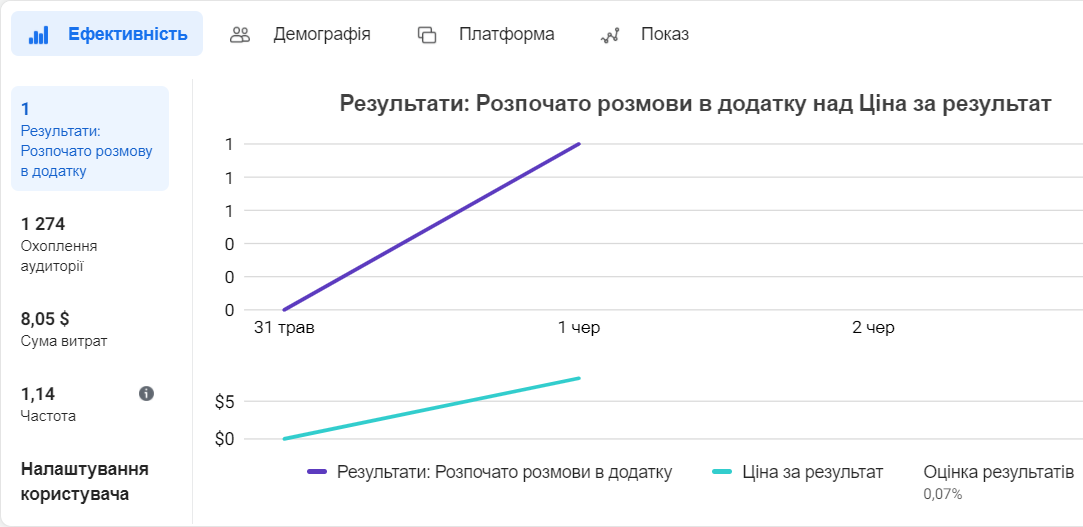 Ефективність
Демографія
Платформа
Показ
1
Результати:
Розпочато розмову
в додатку
1 274
Охоплення
аудиторії
8,05 $
Сума витрат
1,14
Частота
Налаштування
користувача
Результати: Розпочато розмови в додатку над Ціна за результат
1
1
1
0
0
0
31 трав
1 чер
2 чер
$5
$0
Результати: Розпочато розмови в додатку
Ціна за результат
Оцінка результатів
0,07%